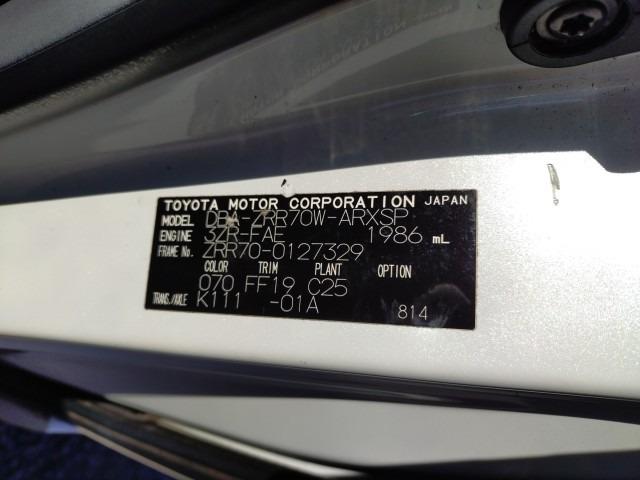 TOYOTA MOTOR CORPORATION JAPAN
MODEL DBA-ZRR70W-ARXSP
ENGINE 3ZR-FAE 1986 mL
FRAME No. ZRR70-0127329
COLOR TRIM PLANT OPTION
070 FF19 C25
TRANS./AXLE K111 -01A
814